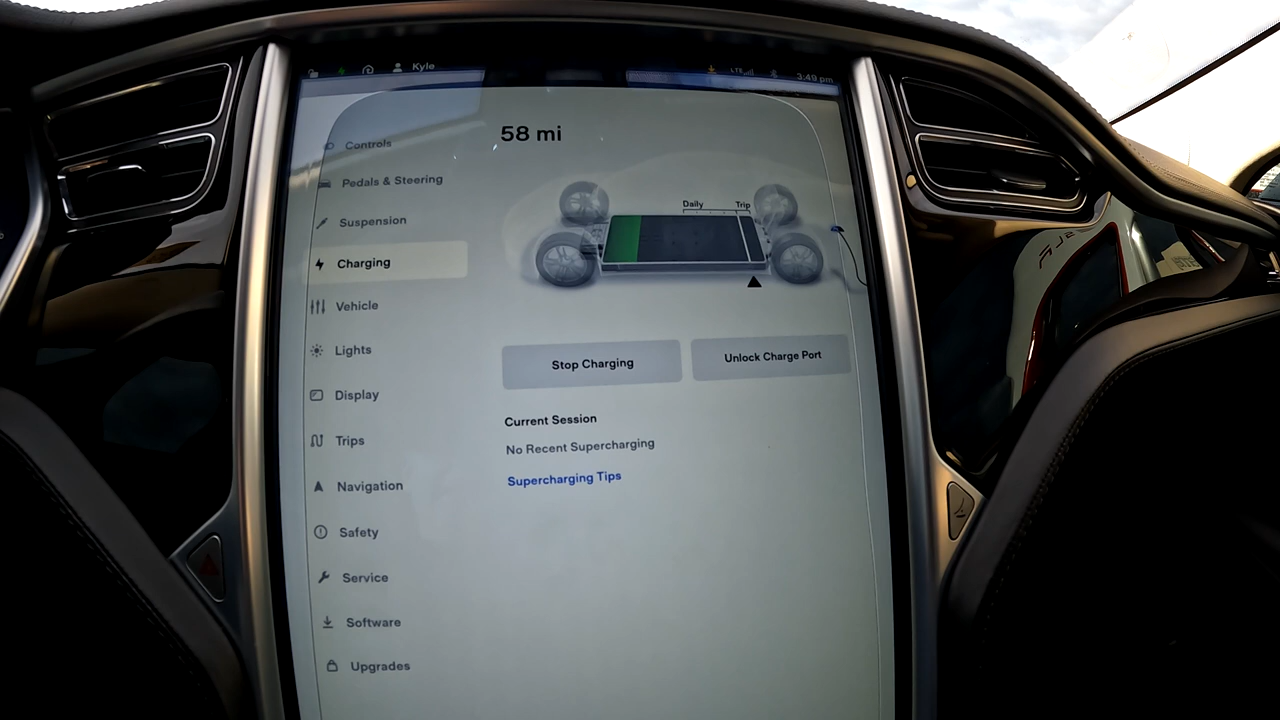 Kyle
LTE
3:49 pm
58 mi
Controls
Pedals & Steering
Suspension
Charging
Vehicle
Lights
Display
Trips
Navigation
Safety
Service
Software
Upgrades
Daily Trip
Stop Charging
Unlock Charge Port
Current Session
No Recent Supercharging
Supercharging Tips